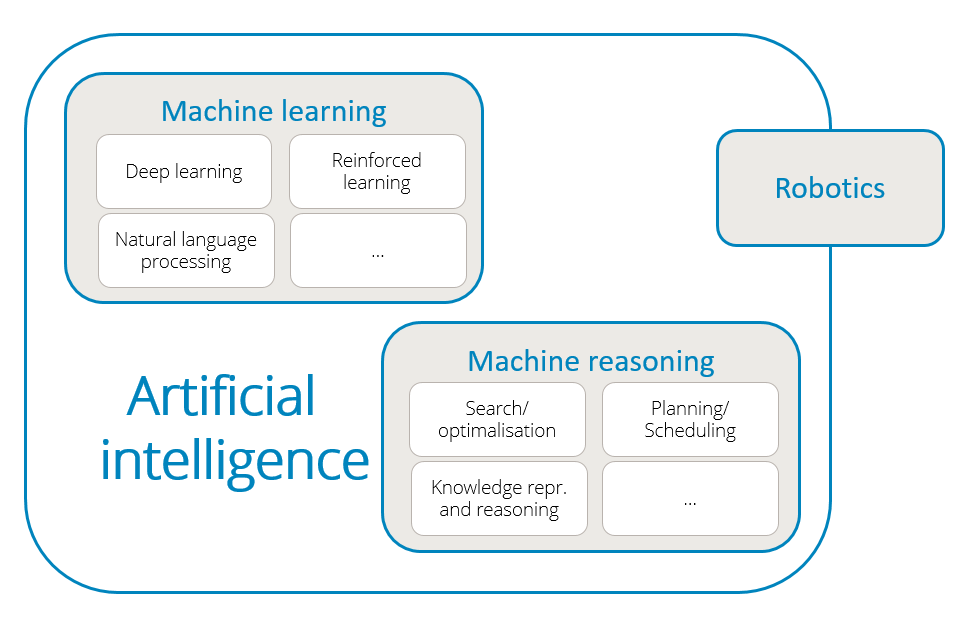 Machine learning
Deep learning
Reinforced
learning
Natural language
processing
...
Robotics
Machine reasoning
Search/
optimalisation
Planning/
Scheduling
Knowledge repr.
and reasoning
...
Artificial
intelligence